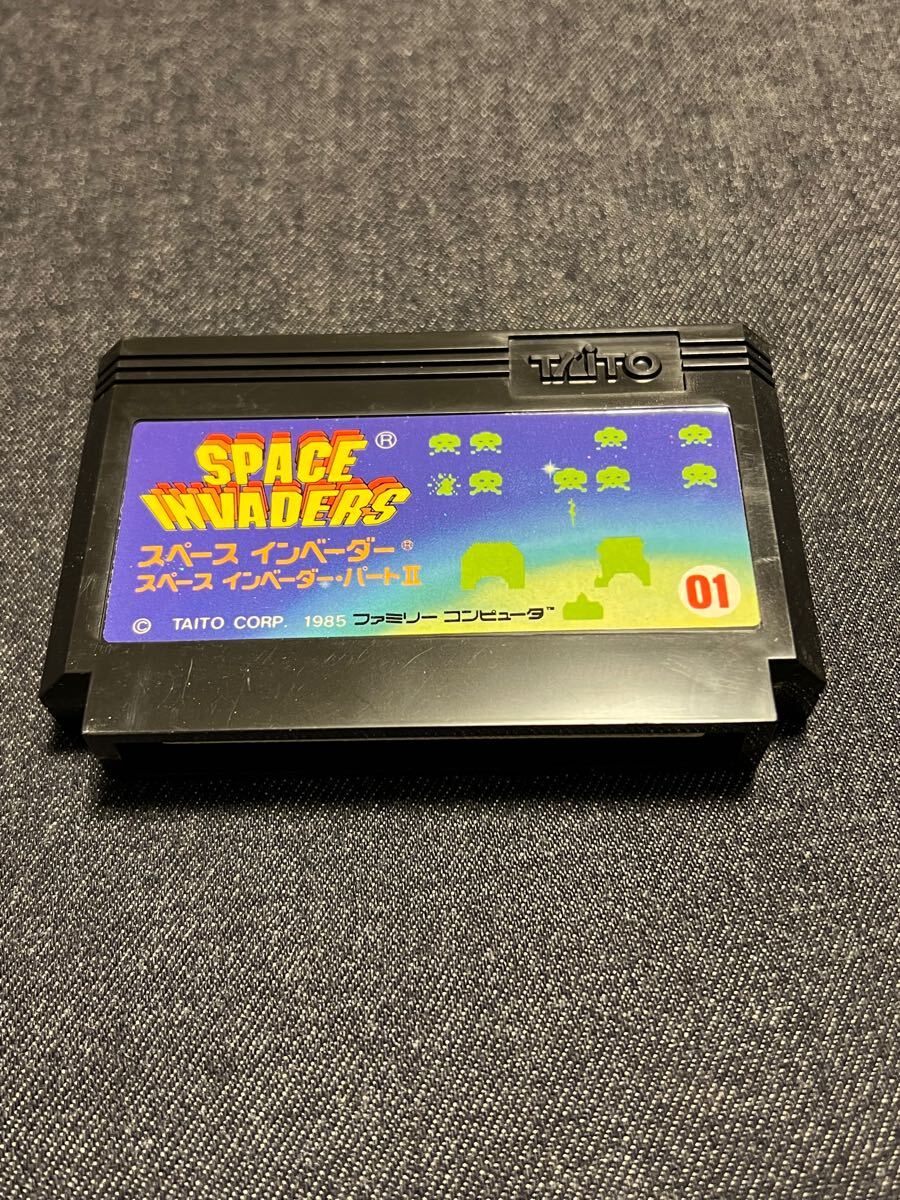 TAITO
SPACE ®
INVADERS
スペース インベーダー®
スペース インベーダー・パートII
© TAITO CORP. 1985 ファミリー コンピュータ™
01